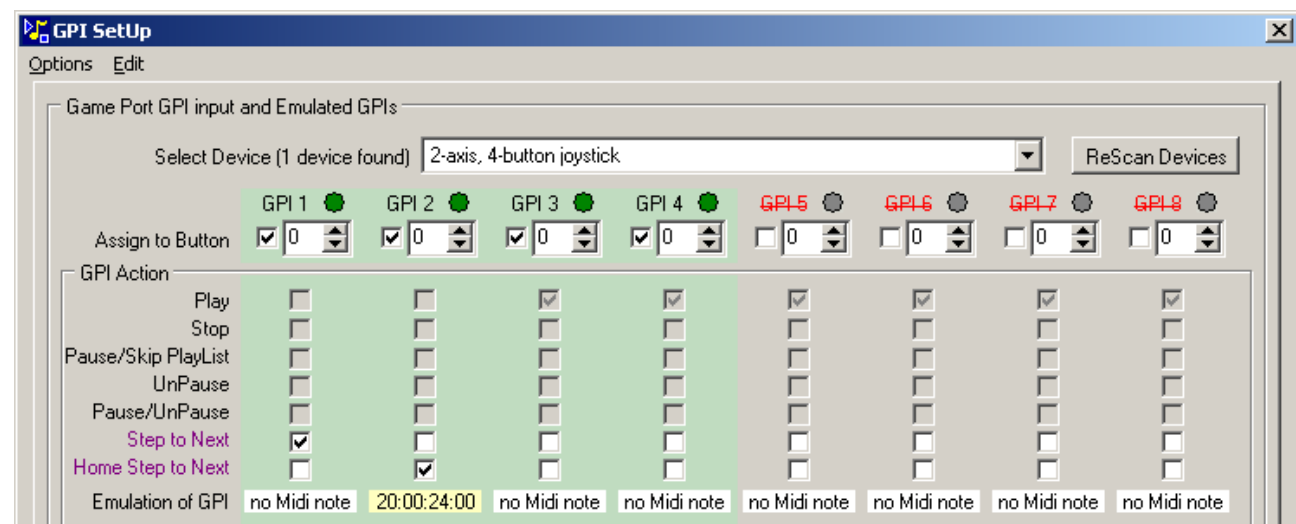 GPI SetUp
Options Edit
Game Port GPI input and Emulated GPIs
Select Device (1 device found) 2-axis, 4-button joystick ReScan Devices
GPI 1 GPI 2 GPI 3 GPI 4 GPI 5 GPI 6 GPI 7 GPI 8
Assign to Button 0 0 0 0 0 0 0 0
GPI Action
Play
Stop
Pause/Skip PlayList
UnPause
Pause/UnPause
Step to Next
Home Step to Next
Emulation of GPI no Midi note 20:00:24:00 no Midi note no Midi note no Midi note no Midi note no Midi note no Midi note